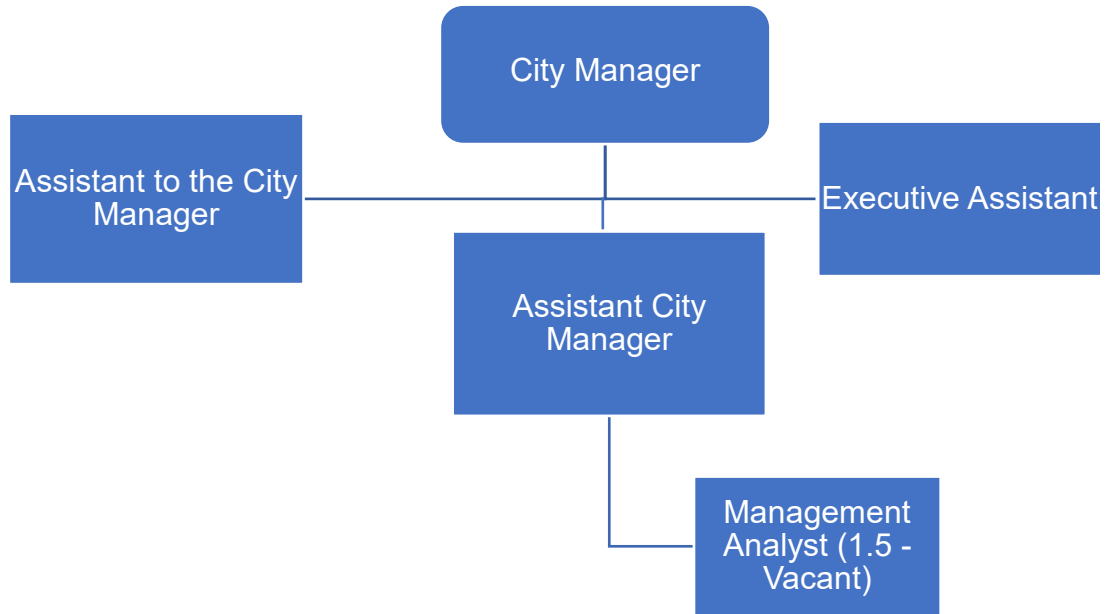 City Manager
Assistant to the City
Manager
Executive Assistant
Assistant City
Manager
Management
Analyst (1.5 -
Vacant)